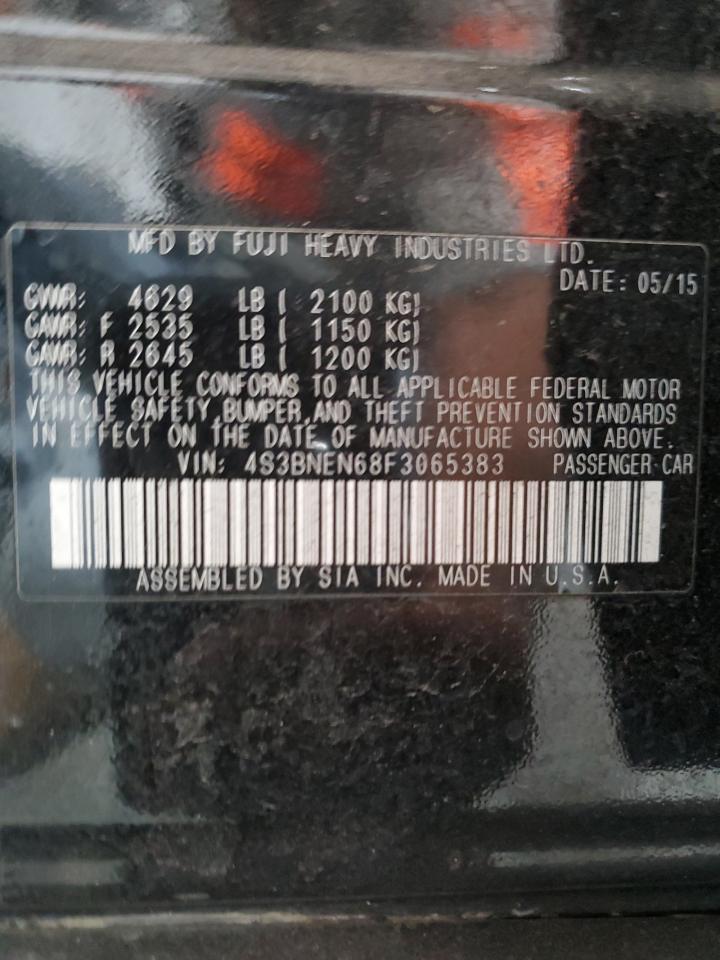 MFD BY FUJI HEAVY INDUSTRIES LTD.
DATE: 05/15
GVWR: 4629 LB ( 2100 KG)
GAWR: F 2535 LB ( 1150 KG)
GAWR: R 2645 LB ( 1200 KG)
THIS VEHICLE CONFORMS TO ALL APPLICABLE FEDERAL MOTOR
VEHICLE SAFETY, BUMPER, AND THEFT PREVENTION STANDARDS
IN EFFECT ON THE DATE OF MANUFACTURE SHOWN ABOVE.
VIN: 4S3BNEN68F3065383 PASSENGER CAR
ASSEMBLED BY SIA INC. MADE IN U.S.A.